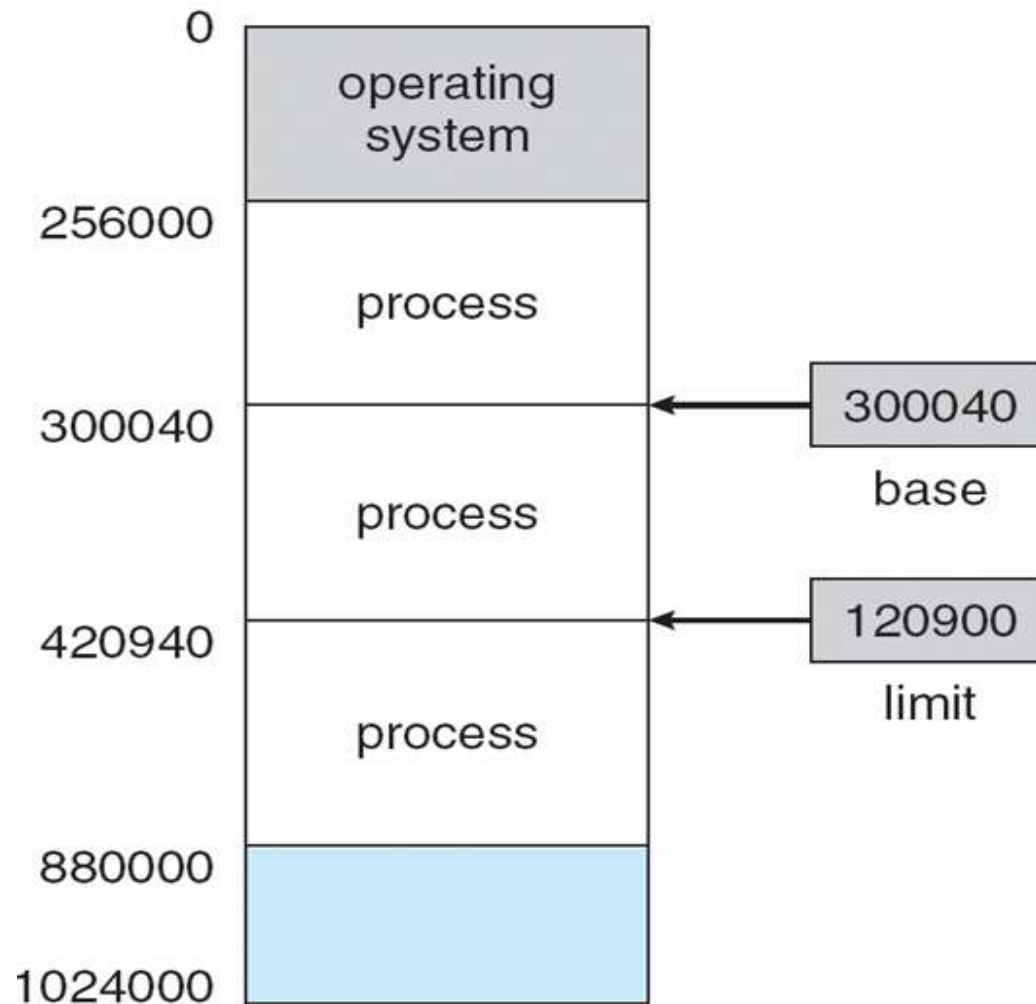 0
operating
system
256000
process
300040
300040
base
process
420940
120900
limit
process
880000
1024000